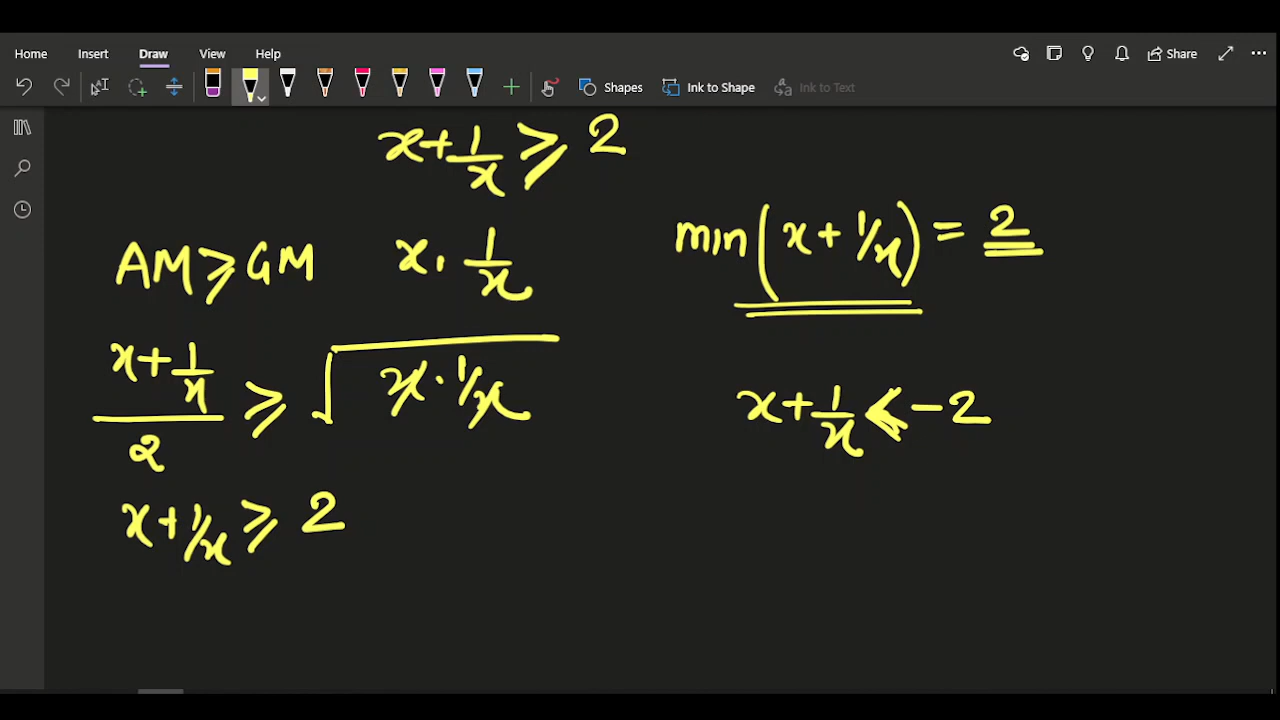 Home Insert Draw View Help
Share
Shapes Ink to Shape Ink to Text
x + 1/x ⩾ 2
AM ⩾ GM
x . 1/x
(x + 1/x)/2 ⩾ √(x · 1/x)
x + 1/x ⩾ 2
min(x + 1/x) = 2
x + 1/x ⩽ -2